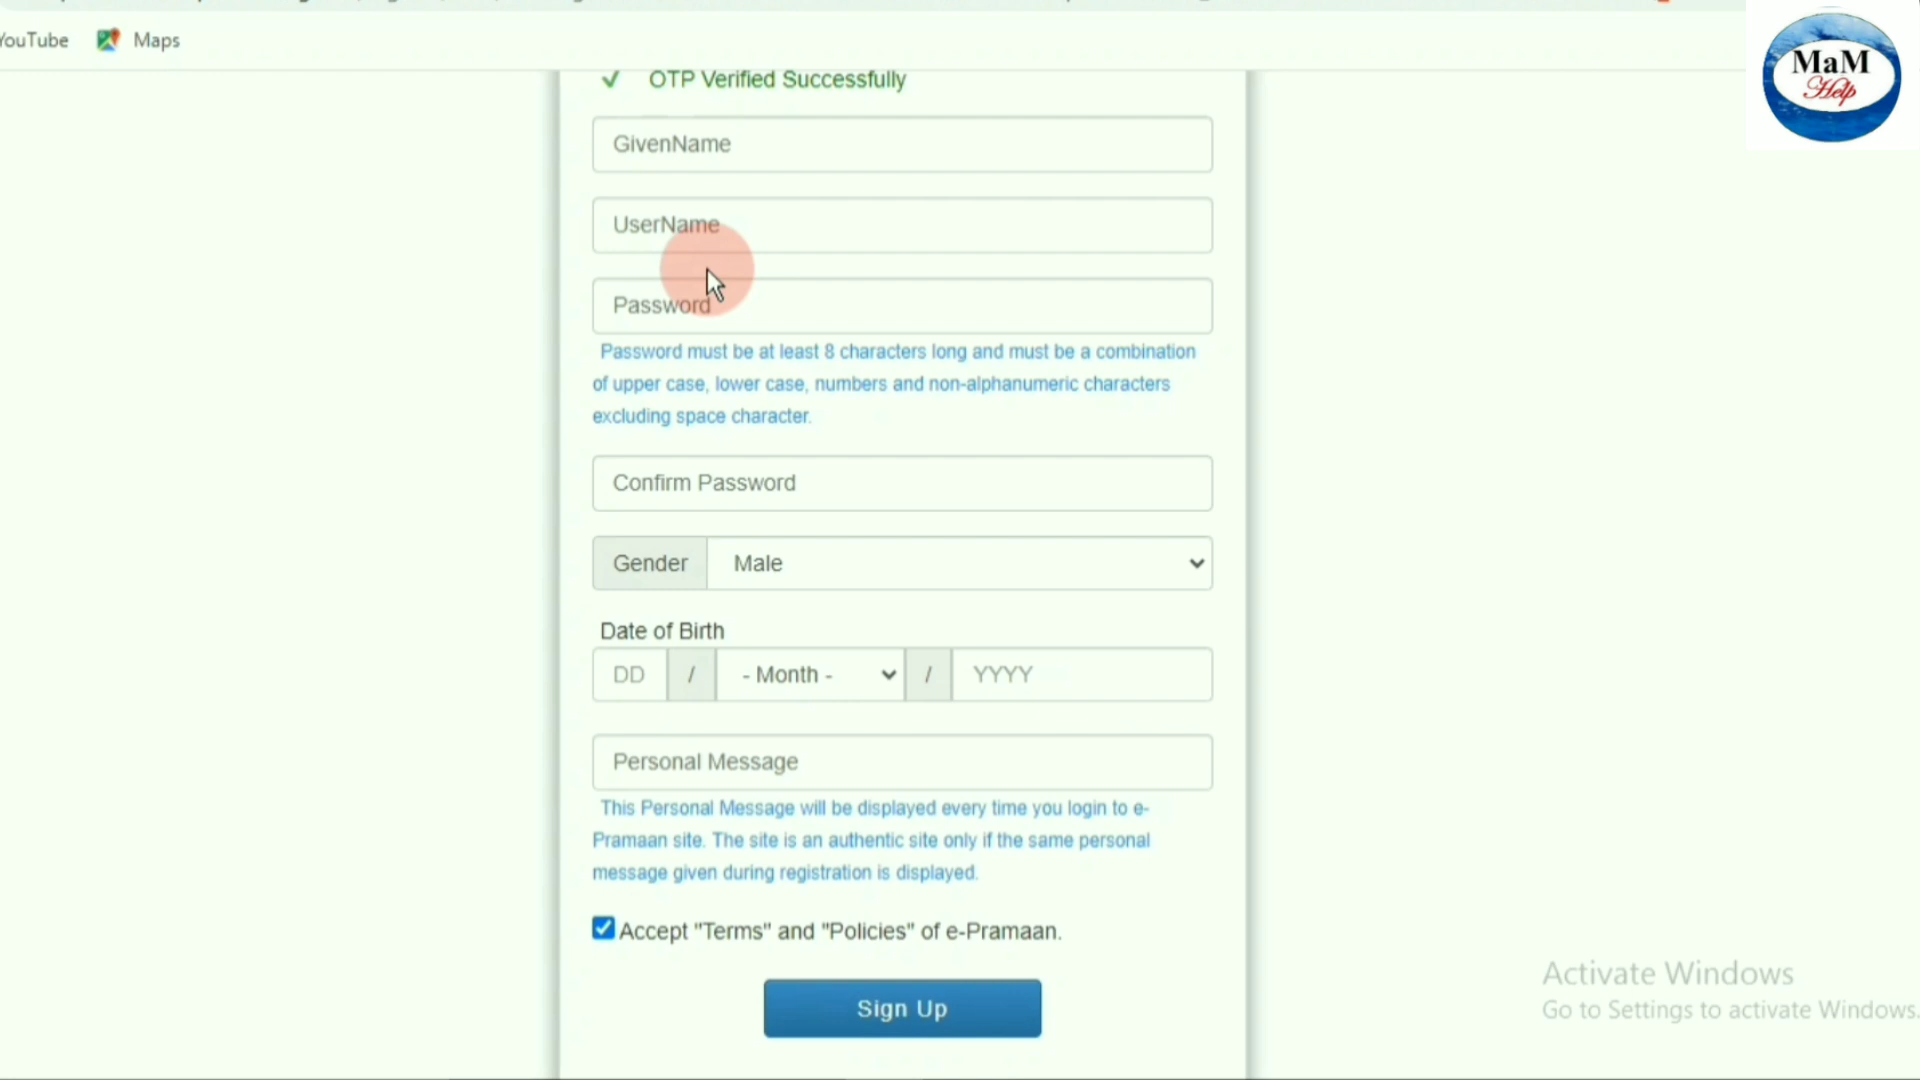 YouTube
Maps
MaM
Help
OTP Verified Successfully
GivenName
UserName
Password
Password must be at least 8 characters long and must be a combination
of upper case, lower case, numbers and non-alphanumeric characters
excluding space character.
Confirm Password
Gender
Male
Date of Birth
DD / - Month - / YYYY
Personal Message
This Personal Message will be displayed every time you login to e-
Pramaan site. The site is an authentic site only if the same personal
message given during registration is displayed.
Accept "Terms" and "Policies" of e-Pramaan.
Sign Up
Activate Windows
Go to Settings to activate Windows.